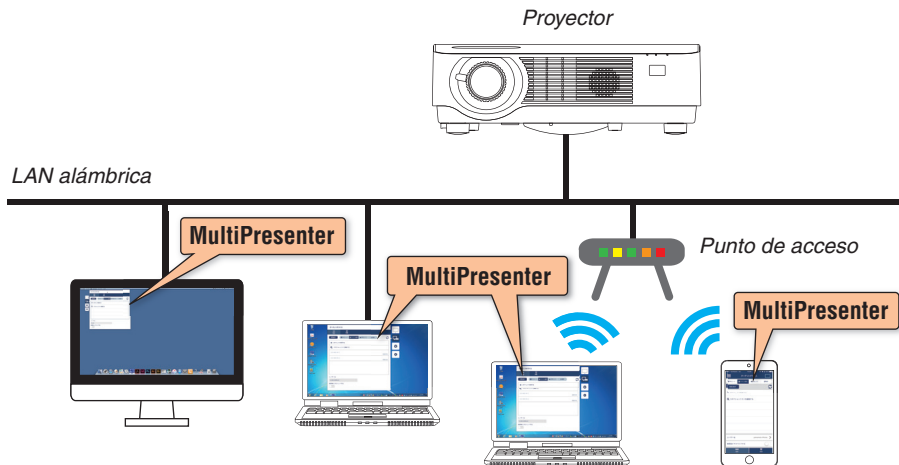 Proyector
LAN alámbrica
MultiPresenter
Punto de acceso
MultiPresenter
MultiPresenter